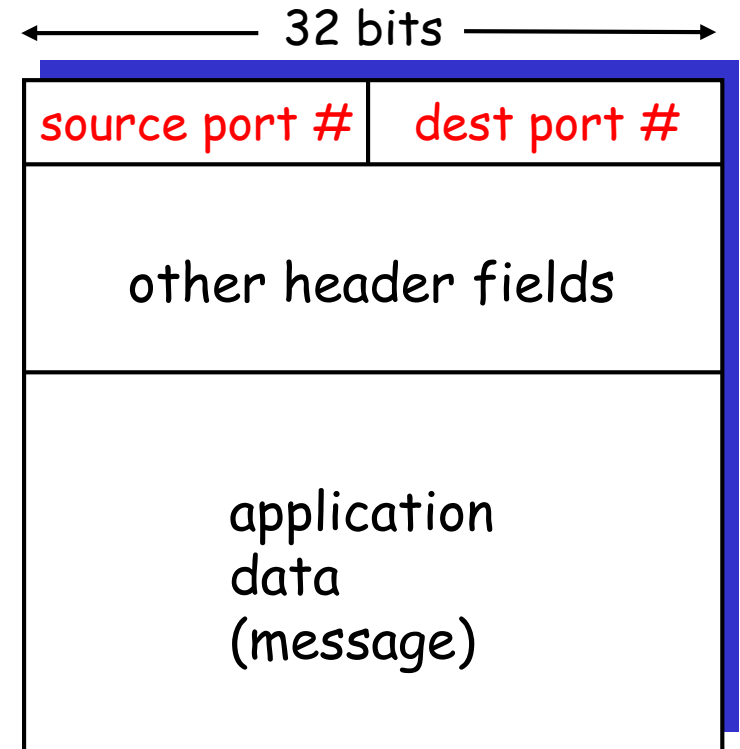 32 bits
source port # dest port #
other header fields
application
data
(message)